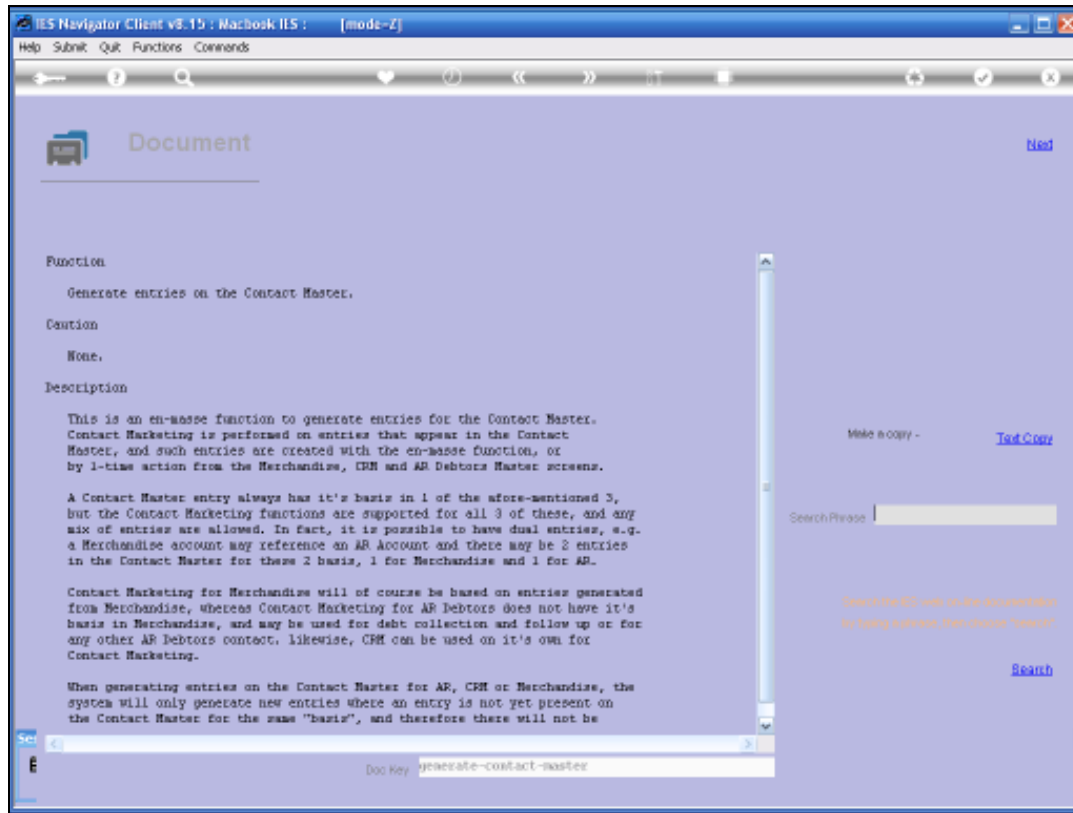 IES Navigator Client v8.15 : Macbook IES : [mode-Z]
Help Submit Quit Functions Commands
Document
Next
Function
Generate entries on the Contact Master.
Caution
None.
Description
This is an en-masse function to generate entries for the Contact Master.
Contact Marketing is performed on entries that appear in the Contact
Master, and such entries are created with the en-masse function, or
by 1-time action from the Merchandise, CRM and AR Debtors Master screens.
A Contact Master entry always has it's basis in 1 of the afore-mentioned 3,
but the Contact Marketing functions are supported for all 3 of these, and any
mix of entries are allowed. In fact, it is possible to have dual entries, e.g.
a Merchandise account may reference an AR Account and there may be 2 entries
in the Contact Master for these 2 basis, 1 for Merchandise and 1 for AR.
Contact Marketing for Merchandise will of course be based on entries generated
from Merchandise, whereas Contact Marketing for AR Debtors does not have it's
basis in Merchandise, and may be used for debt collection and follow up or for
any other AR Debtors contact. likewise, CRM can be used on it's own for
Contact Marketing.
When generating entries on the Contact Master for AR, CRM or Merchandise, the
system will only generate new entries where an entry is not yet present on
the Contact Master for the same "basis", and therefore there will not be
Make a copy -
Text Copy
Search Phrase
Search
Doc Key generate-contact-master